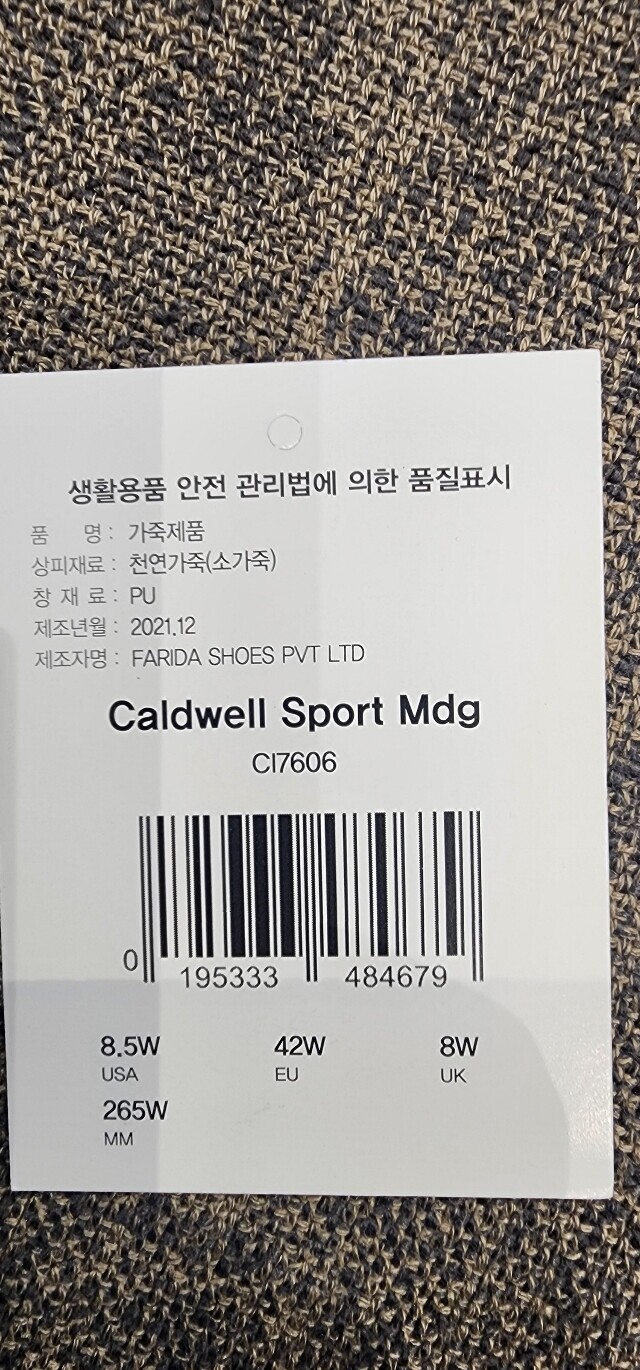 생활용품 안전 관리법에 의한 품질표시
품 명 : 가죽제품
상피재료 : 천연가죽(소가죽)
창 재 료 : PU
제조년월 : 2021.12
제조자명 : FARIDA SHOES PVT LTD
Caldwell Sport Mdg
CI7606
0 195333 484679
8.5W 42W 8W
USA EU UK
265W
MM